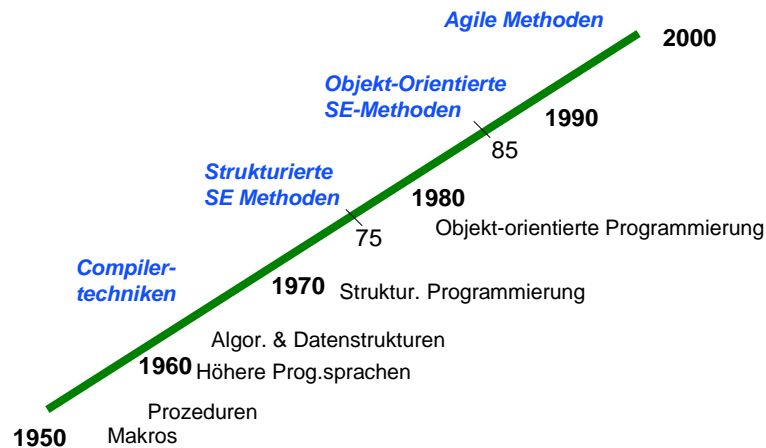 Agile Methoden
2000
Objekt-Orientierte
SE-Methoden
1990
85
Strukturierte
SE Methoden
1980
75
Objekt-orientierte Programmierung
Compiler-
techniken
1970
Struktur. Programmierung
Algor. & Datenstrukturen
1960
Höhere Prog.sprachen
Prozeduren
1950
Makros